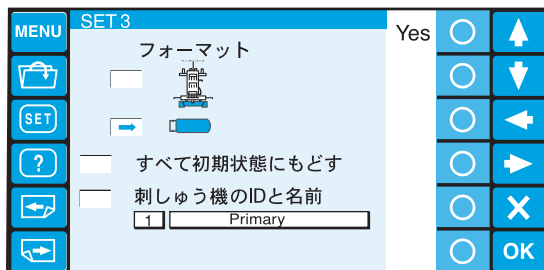 MENU
SET 3
Yes
フォーマット
SET
?
すべて初期状態にもどす
刺しゅう機のIDと名前
1 Primary
OK